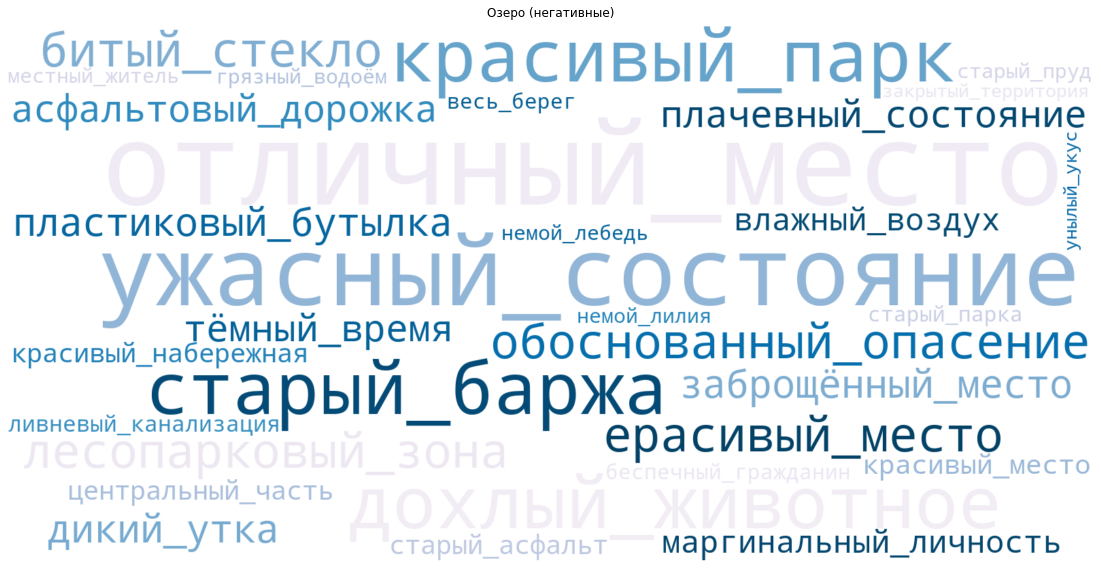 Озеро (негативные)
битый_стекло
красивый_парк
местный_житель
грязный_водоём
старый_пруд
закрытый_территория
асфальтовый_дорожка
весь_берег
плачевный_состояние
отличный_место
унылый_укус
пластиковый_бутылка
немой_лебедь
влажный_воздух
ужасный_состояние
тёмный_время
немой_лилия
старый_парка
красивый_набережная
обоснованный_опасение
старый_баржа
заброщённый_место
ливневый_канализация
ерасивый_место
лесопарковый_зона
беспечный_гражданин
красивый_место
центральный_часть
дохлый_животное
дикий_утка
старый_асфальт
маргинальный_личность